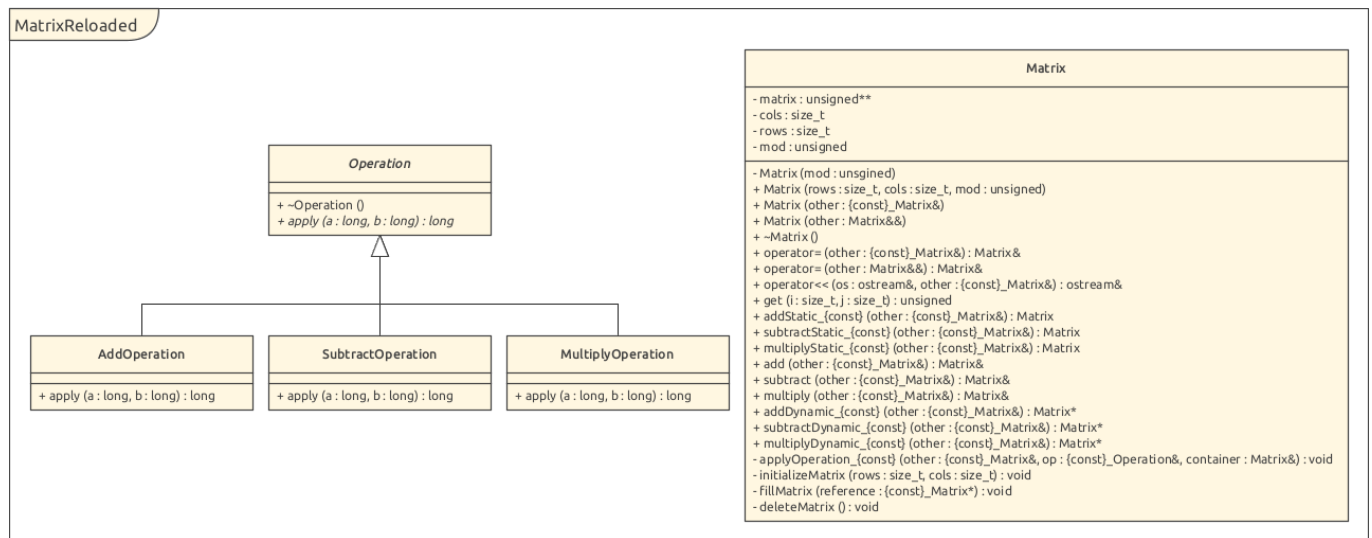 MatrixReloaded
Operation
+ ~Operation ()
+ apply (a : long, b : long) : long
AddOperation
+ apply (a : long, b : long) : long
SubtractOperation
+ apply (a : long, b : long) : long
MultiplyOperation
+ apply (a : long, b : long) : long
Matrix
- matrix : unsigned**
- cols : size_t
- rows : size_t
- mod : unsigned
- Matrix (mod : unsgined)
+ Matrix (rows : size_t, cols : size_t, mod : unsigned)
+ Matrix (other : {const}_Matrix&)
+ Matrix (other : Matrix&&)
+ ~Matrix ()
+ operator= (other : {const}_Matrix&) : Matrix&
+ operator= (other : Matrix&&) : Matrix&
+ operator<< (os : ostream&, other : {const}_Matrix&) : ostream&
+ get (i : size_t, j : size_t) : unsigned
+ addStatic_{const} (other : {const}_Matrix&) : Matrix
+ subtractStatic_{const} (other : {const}_Matrix&) : Matrix
+ multiplyStatic_{const} (other : {const}_Matrix&) : Matrix
+ add (other : {const}_Matrix&) : Matrix&
+ subtract (other : {const}_Matrix&) : Matrix&
+ multiply (other : {const}_Matrix&) : Matrix&
+ addDynamic_{const} (other : {const}_Matrix&) : Matrix*
+ subtractDynamic_{const} (other : {const}_Matrix&) : Matrix*
+ multiplyDynamic_{const} (other : {const}_Matrix&) : Matrix*
- applyOperation_{const} (other : {const}_Matrix&, op : {const}_Operation&, container : Matrix&) : void
- initializeMatrix (rows : size_t, cols : size_t) : void
- fillMatrix (reference : {const}_Matrix*) : void
- deleteMatrix () : void